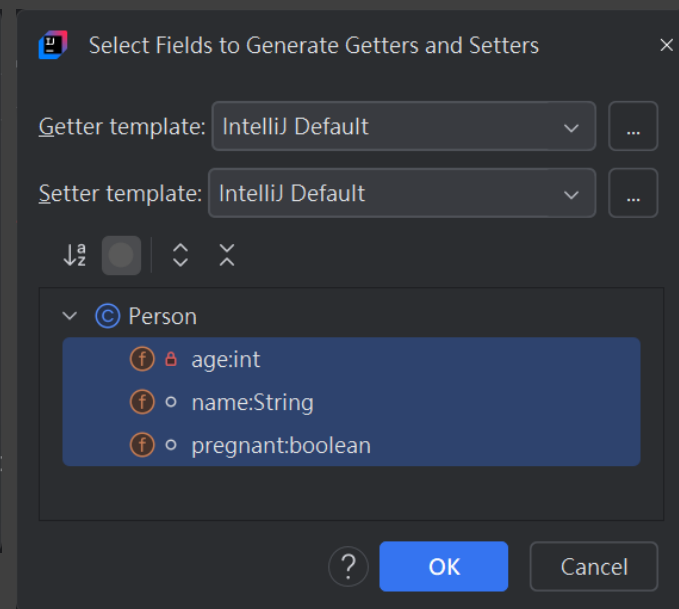 Select Fields to Generate Getters and Setters
Getter template: IntelliJ Default ...
Setter template: IntelliJ Default ...
Person
age:int
name:String
pregnant:boolean
? OK Cancel